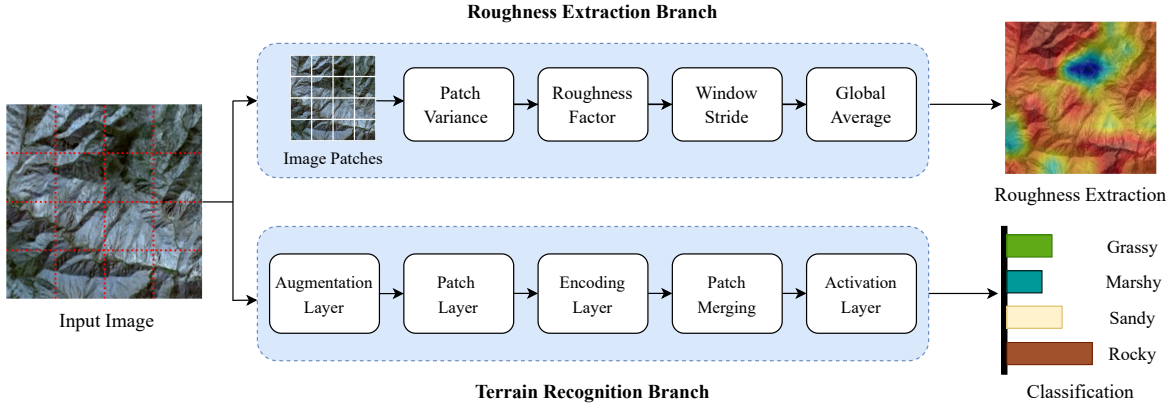 Roughness Extraction Branch
Image Patches
Patch
Variance
Roughness
Factor
Window
Stride
Global
Average
Roughness Extraction
Input Image
Augmentation
Layer
Patch
Layer
Encoding
Layer
Patch
Merging
Activation
Layer
Grassy
Marshy
Sandy
Rocky
Classification
Terrain Recognition Branch